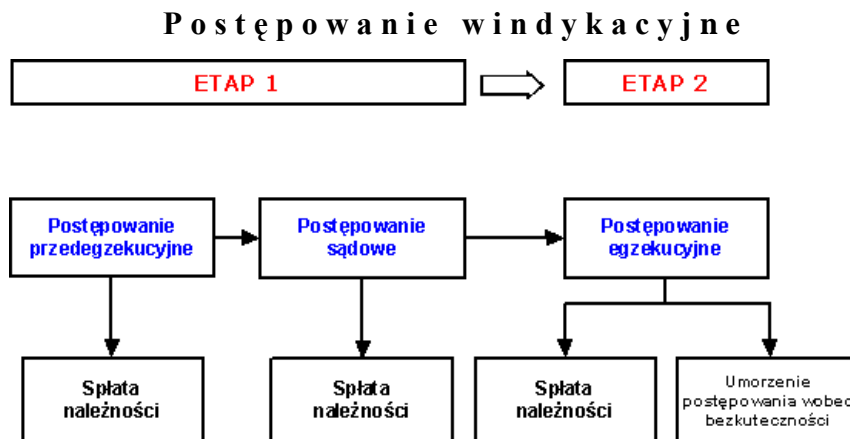 Postępowanie windykacyjne
ETAP 1
ETAP 2
Postępowanie
przedegzekucyjne
Postępowanie
sądowe
Postępowanie
egzekucyjne
Spłata
należności
Spłata
należności
Spłata
należności
Umorzenie
postępowania wobec
bezkuteczności